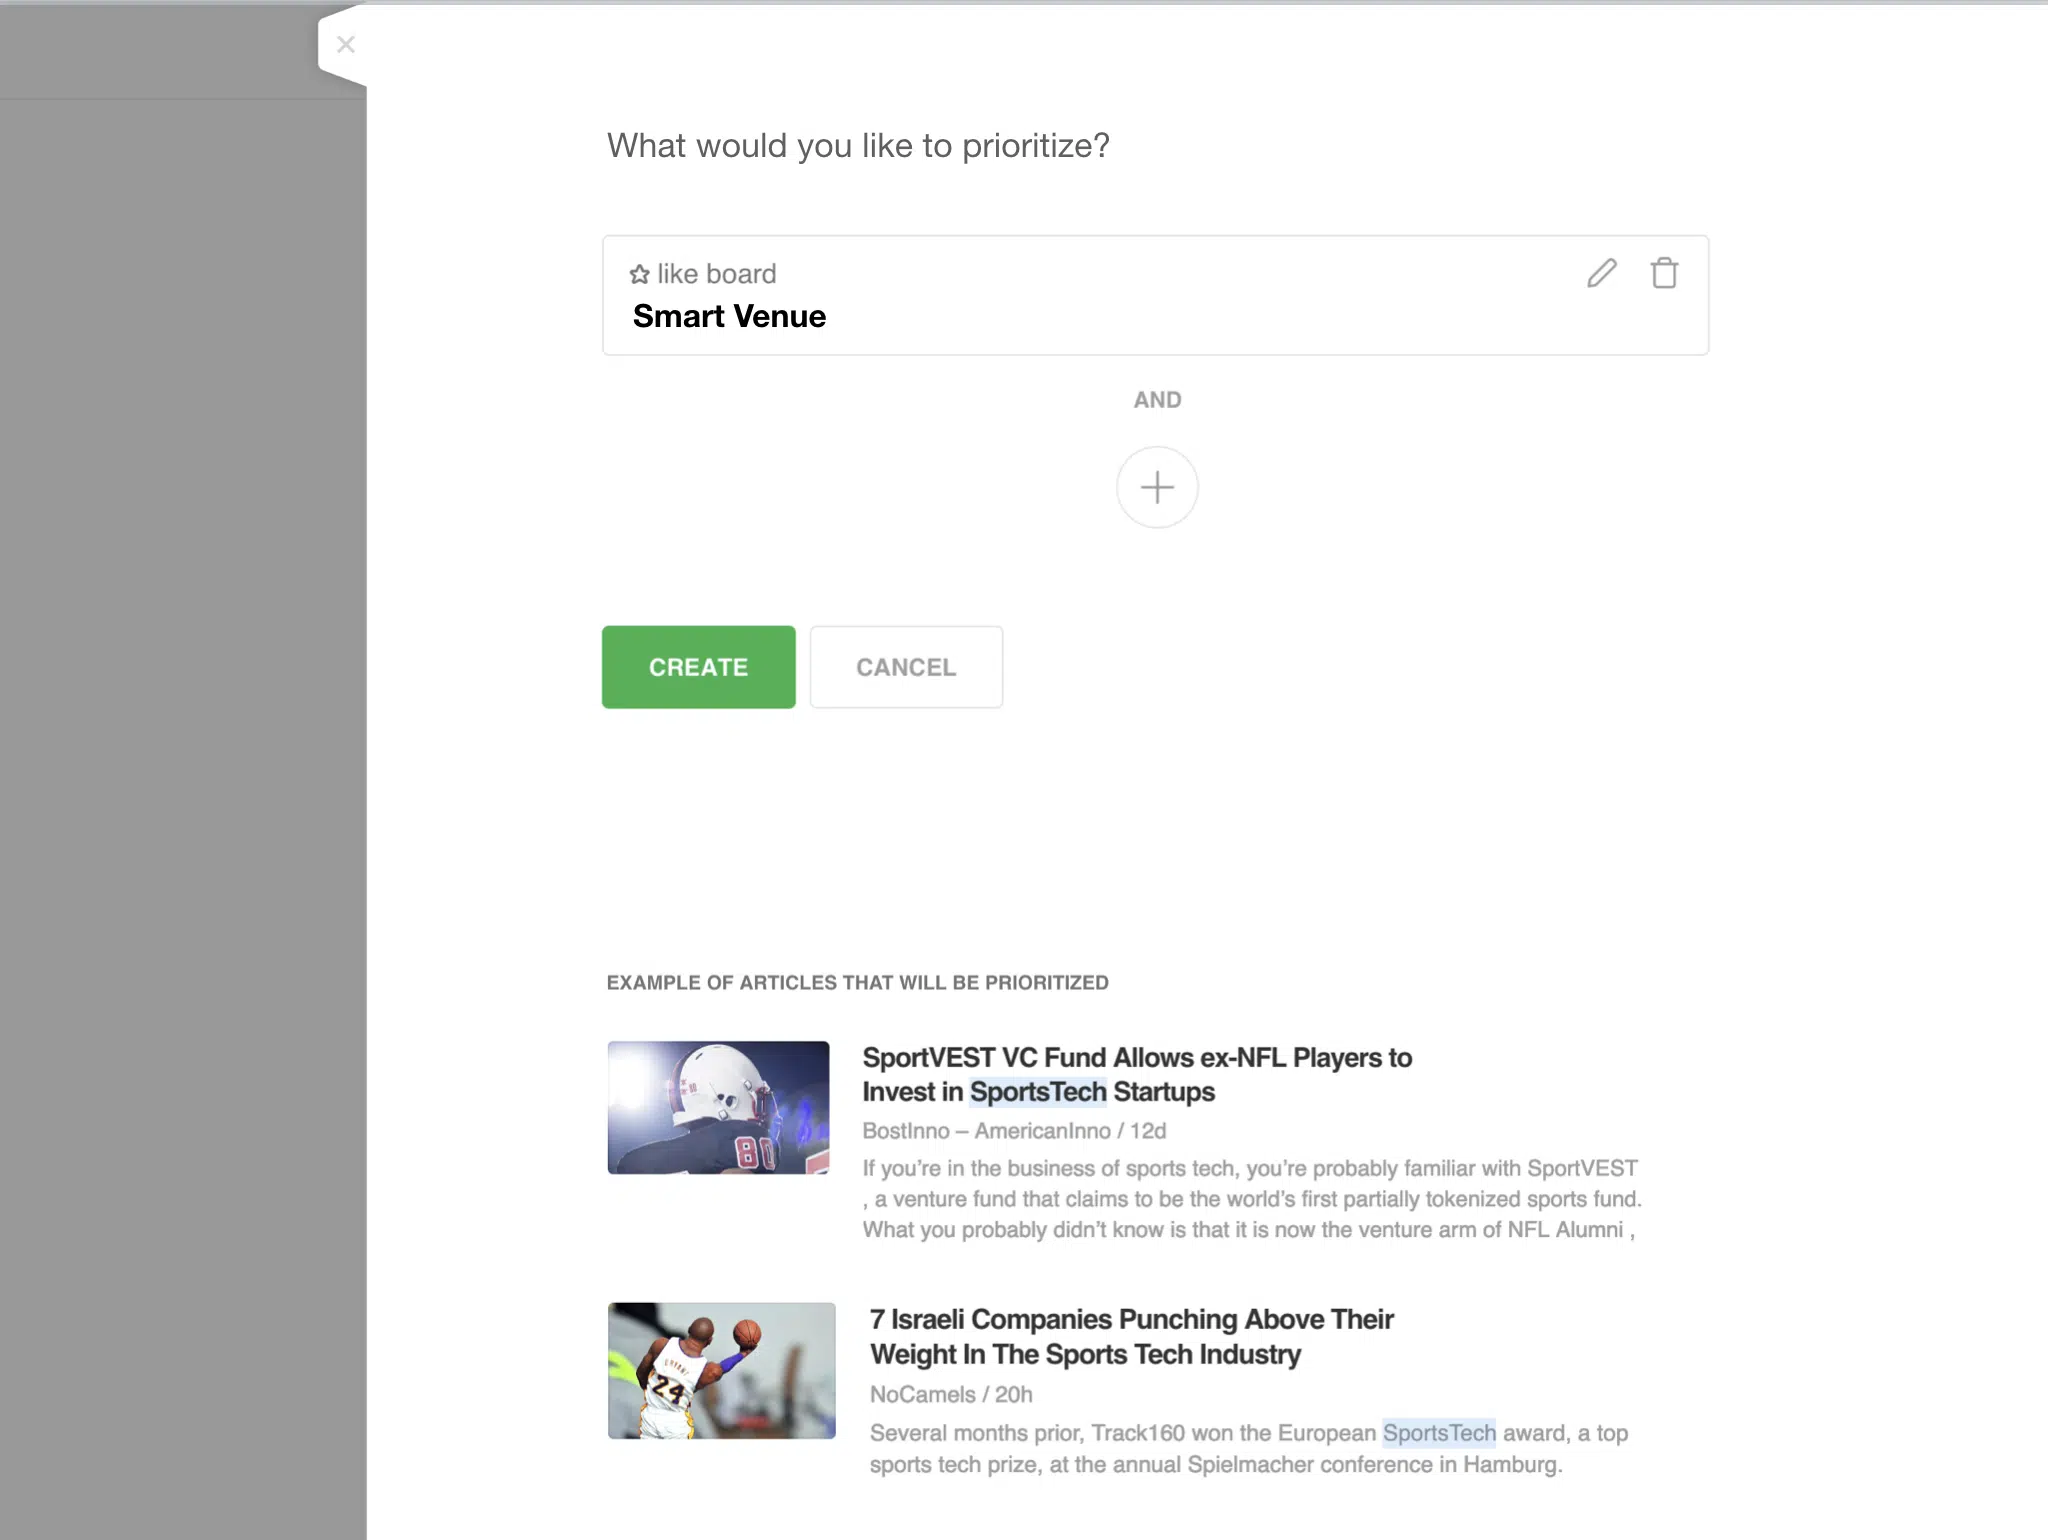 What would you like to prioritize?
like board
Smart Venue
AND
CREATE
CANCEL
EXAMPLE OF ARTICLES THAT WILL BE PRIORITIZED
80
SportVEST VC Fund Allows ex-NFL Players to
Invest in SportsTech Startups
BostInno – AmericanInno / 12d
If you’re in the business of sports tech, you’re probably familiar with SportVEST
, a venture fund that claims to be the world’s first partially tokenized sports fund.
What you probably didn’t know is that it is now the venture arm of NFL Alumni ,
BRYANT
24
7 Israeli Companies Punching Above Their
Weight In The Sports Tech Industry
NoCamels / 20h
Several months prior, Track160 won the European SportsTech award, a top
sports tech prize, at the annual Spielmacher conference in Hamburg.